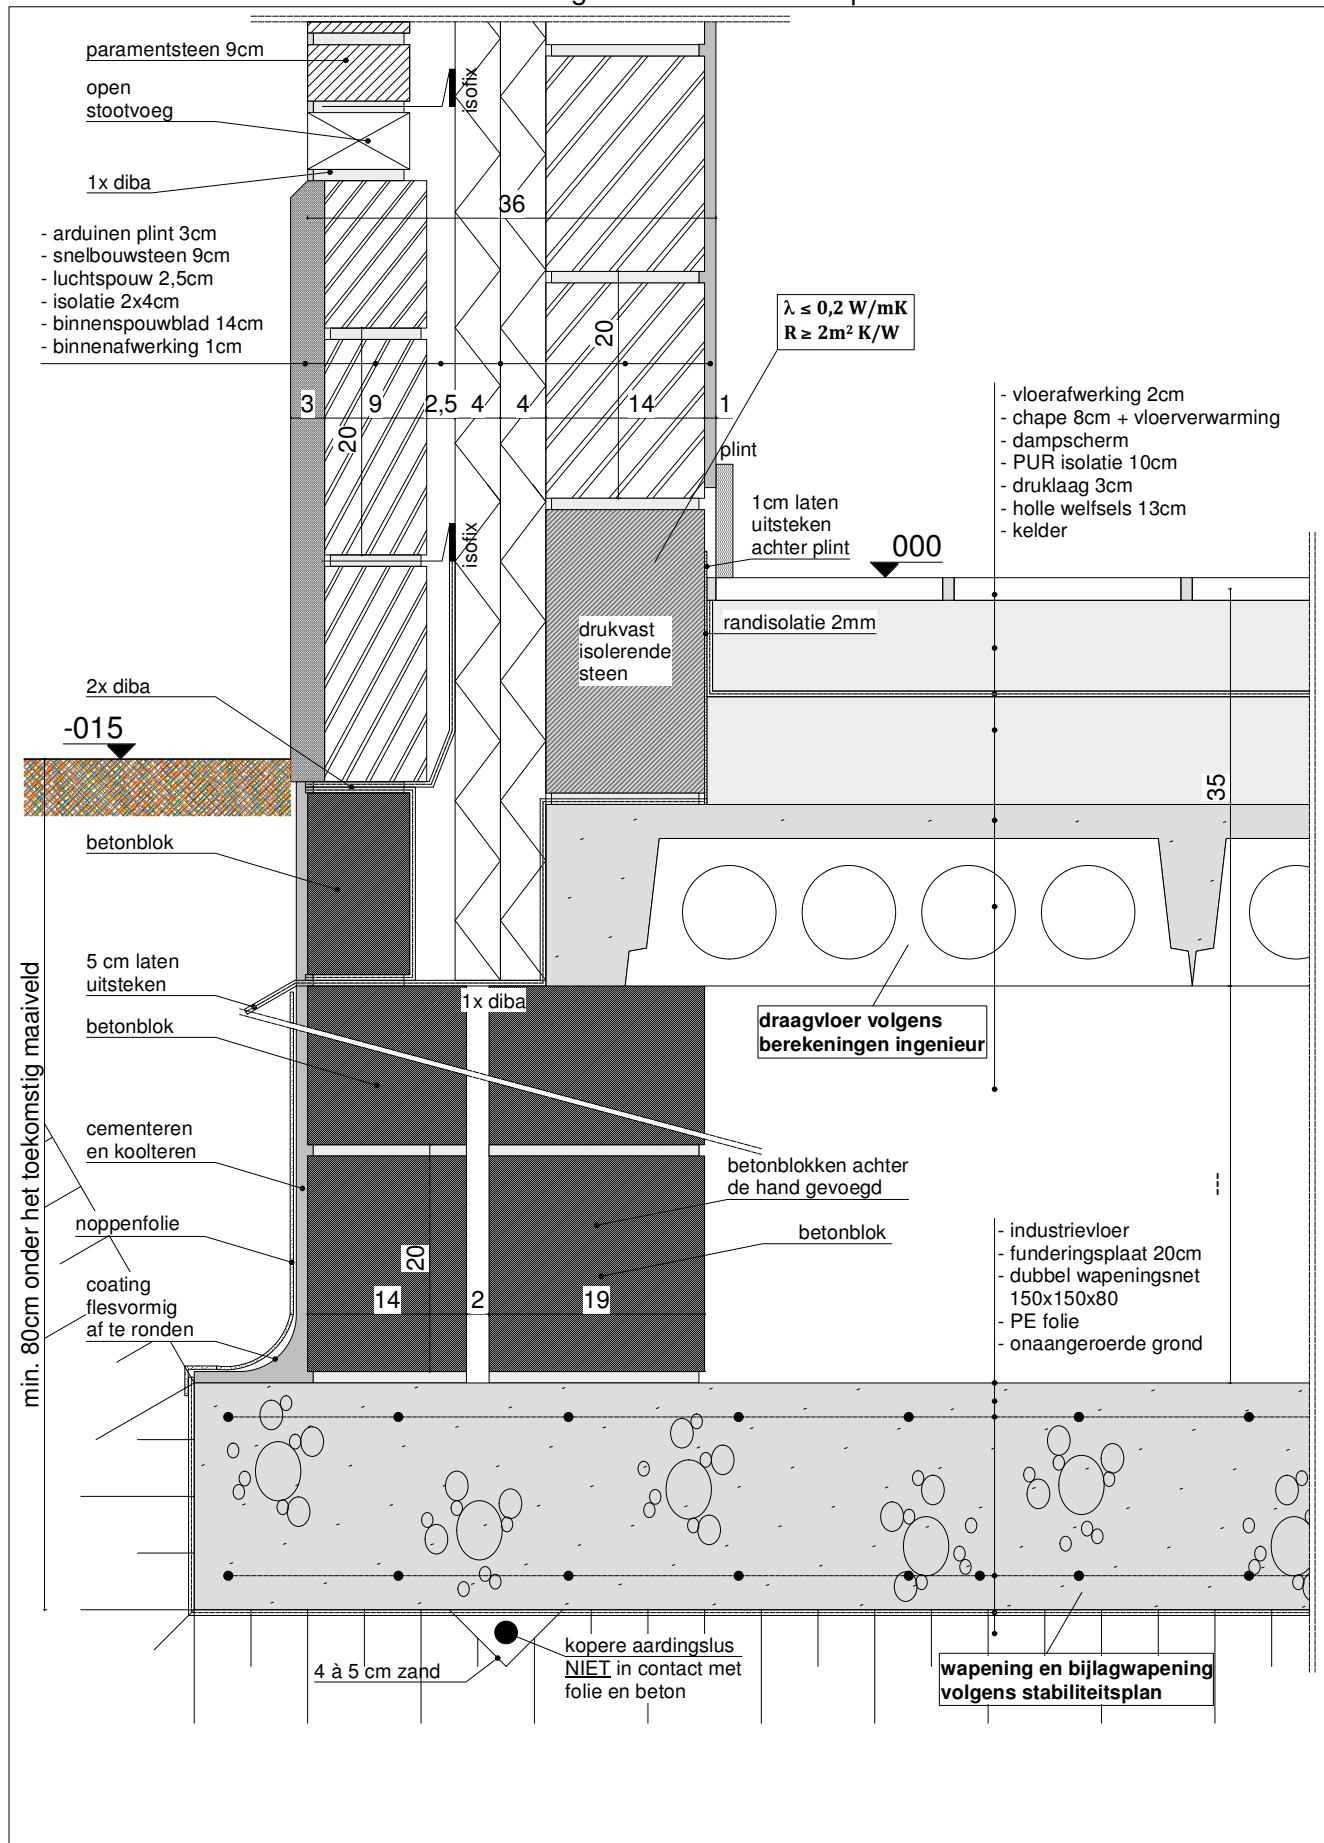 paramentsteen 9cm
open
stootvoeg
1x diba
isofix
36
- arduinen plint 3cm
- snelbouwsteen 9cm
- luchtspouw 2,5cm
- isolatie 2x4cm
- binnenspouwblad 14cm
- binnenafwerking 1cm
20
λ ≤ 0,2 W/mK
R ≥ 2m² K/W
3
9
2,5
4
4
14
1
20
plint
- vloerafwerking 2cm
- chape 8cm + vloerverwarming
- dampscherm
- PUR isolatie 10cm
- druklaag 3cm
- holle welfsels 13cm
- kelder
1cm laten
uitsteken
achter plint
000
isofix
drukvast
isolerende
steen
randisolatie 2mm
2x diba
-015
35
betonblok
5 cm laten
uitsteken
1x diba
betonblok
draagvloer volgens
berekeningen ingenieur
min. 80cm onder het toekomstig maaiveld
cementeren
en koolteren
betonblokken achter
de hand gevoegd
noppenfolie
betonblok
20
coating
flesvormig
af te ronden
14
2
19
- industrievloer
- funderingsplaat 20cm
- dubbel wapeningsnet
150x150x80
- PE folie
- onaangeroerde grond
4 à 5 cm zand
kopere aardingslus
NIET in contact met
folie en beton
wapening en bijlagwapening
volgens stabiliteitsplan